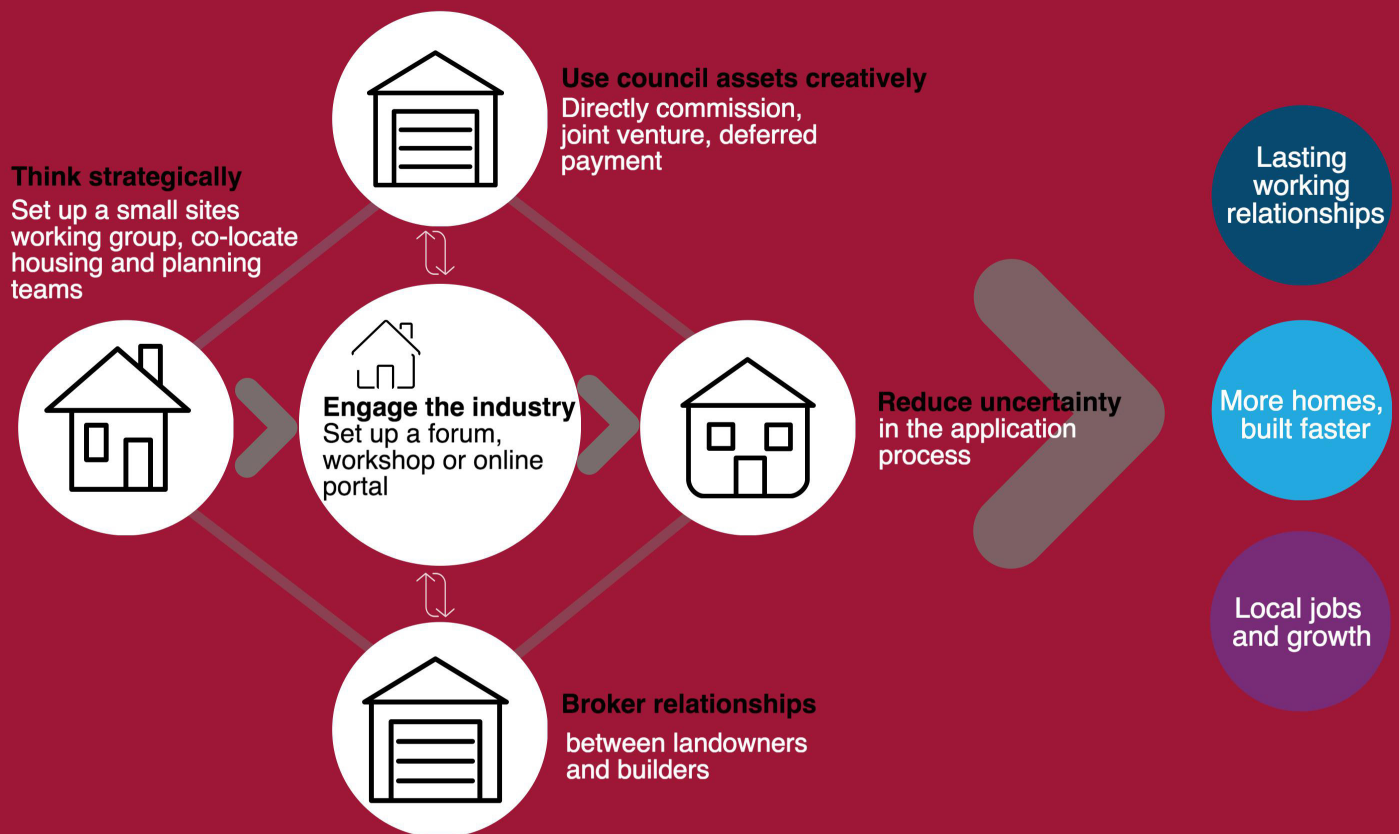 Think strategically
Set up a small sites
working group, co-locate
housing and planning
teams
Use council assets creatively
Directly commission,
joint venture, deferred
payment
Engage the industry
Set up a forum,
workshop or online
portal
Broker relationships
between landowners
and builders
Reduce uncertainty
in the application
process
Lasting
working
relationships
More homes,
built faster
Local jobs
and growth